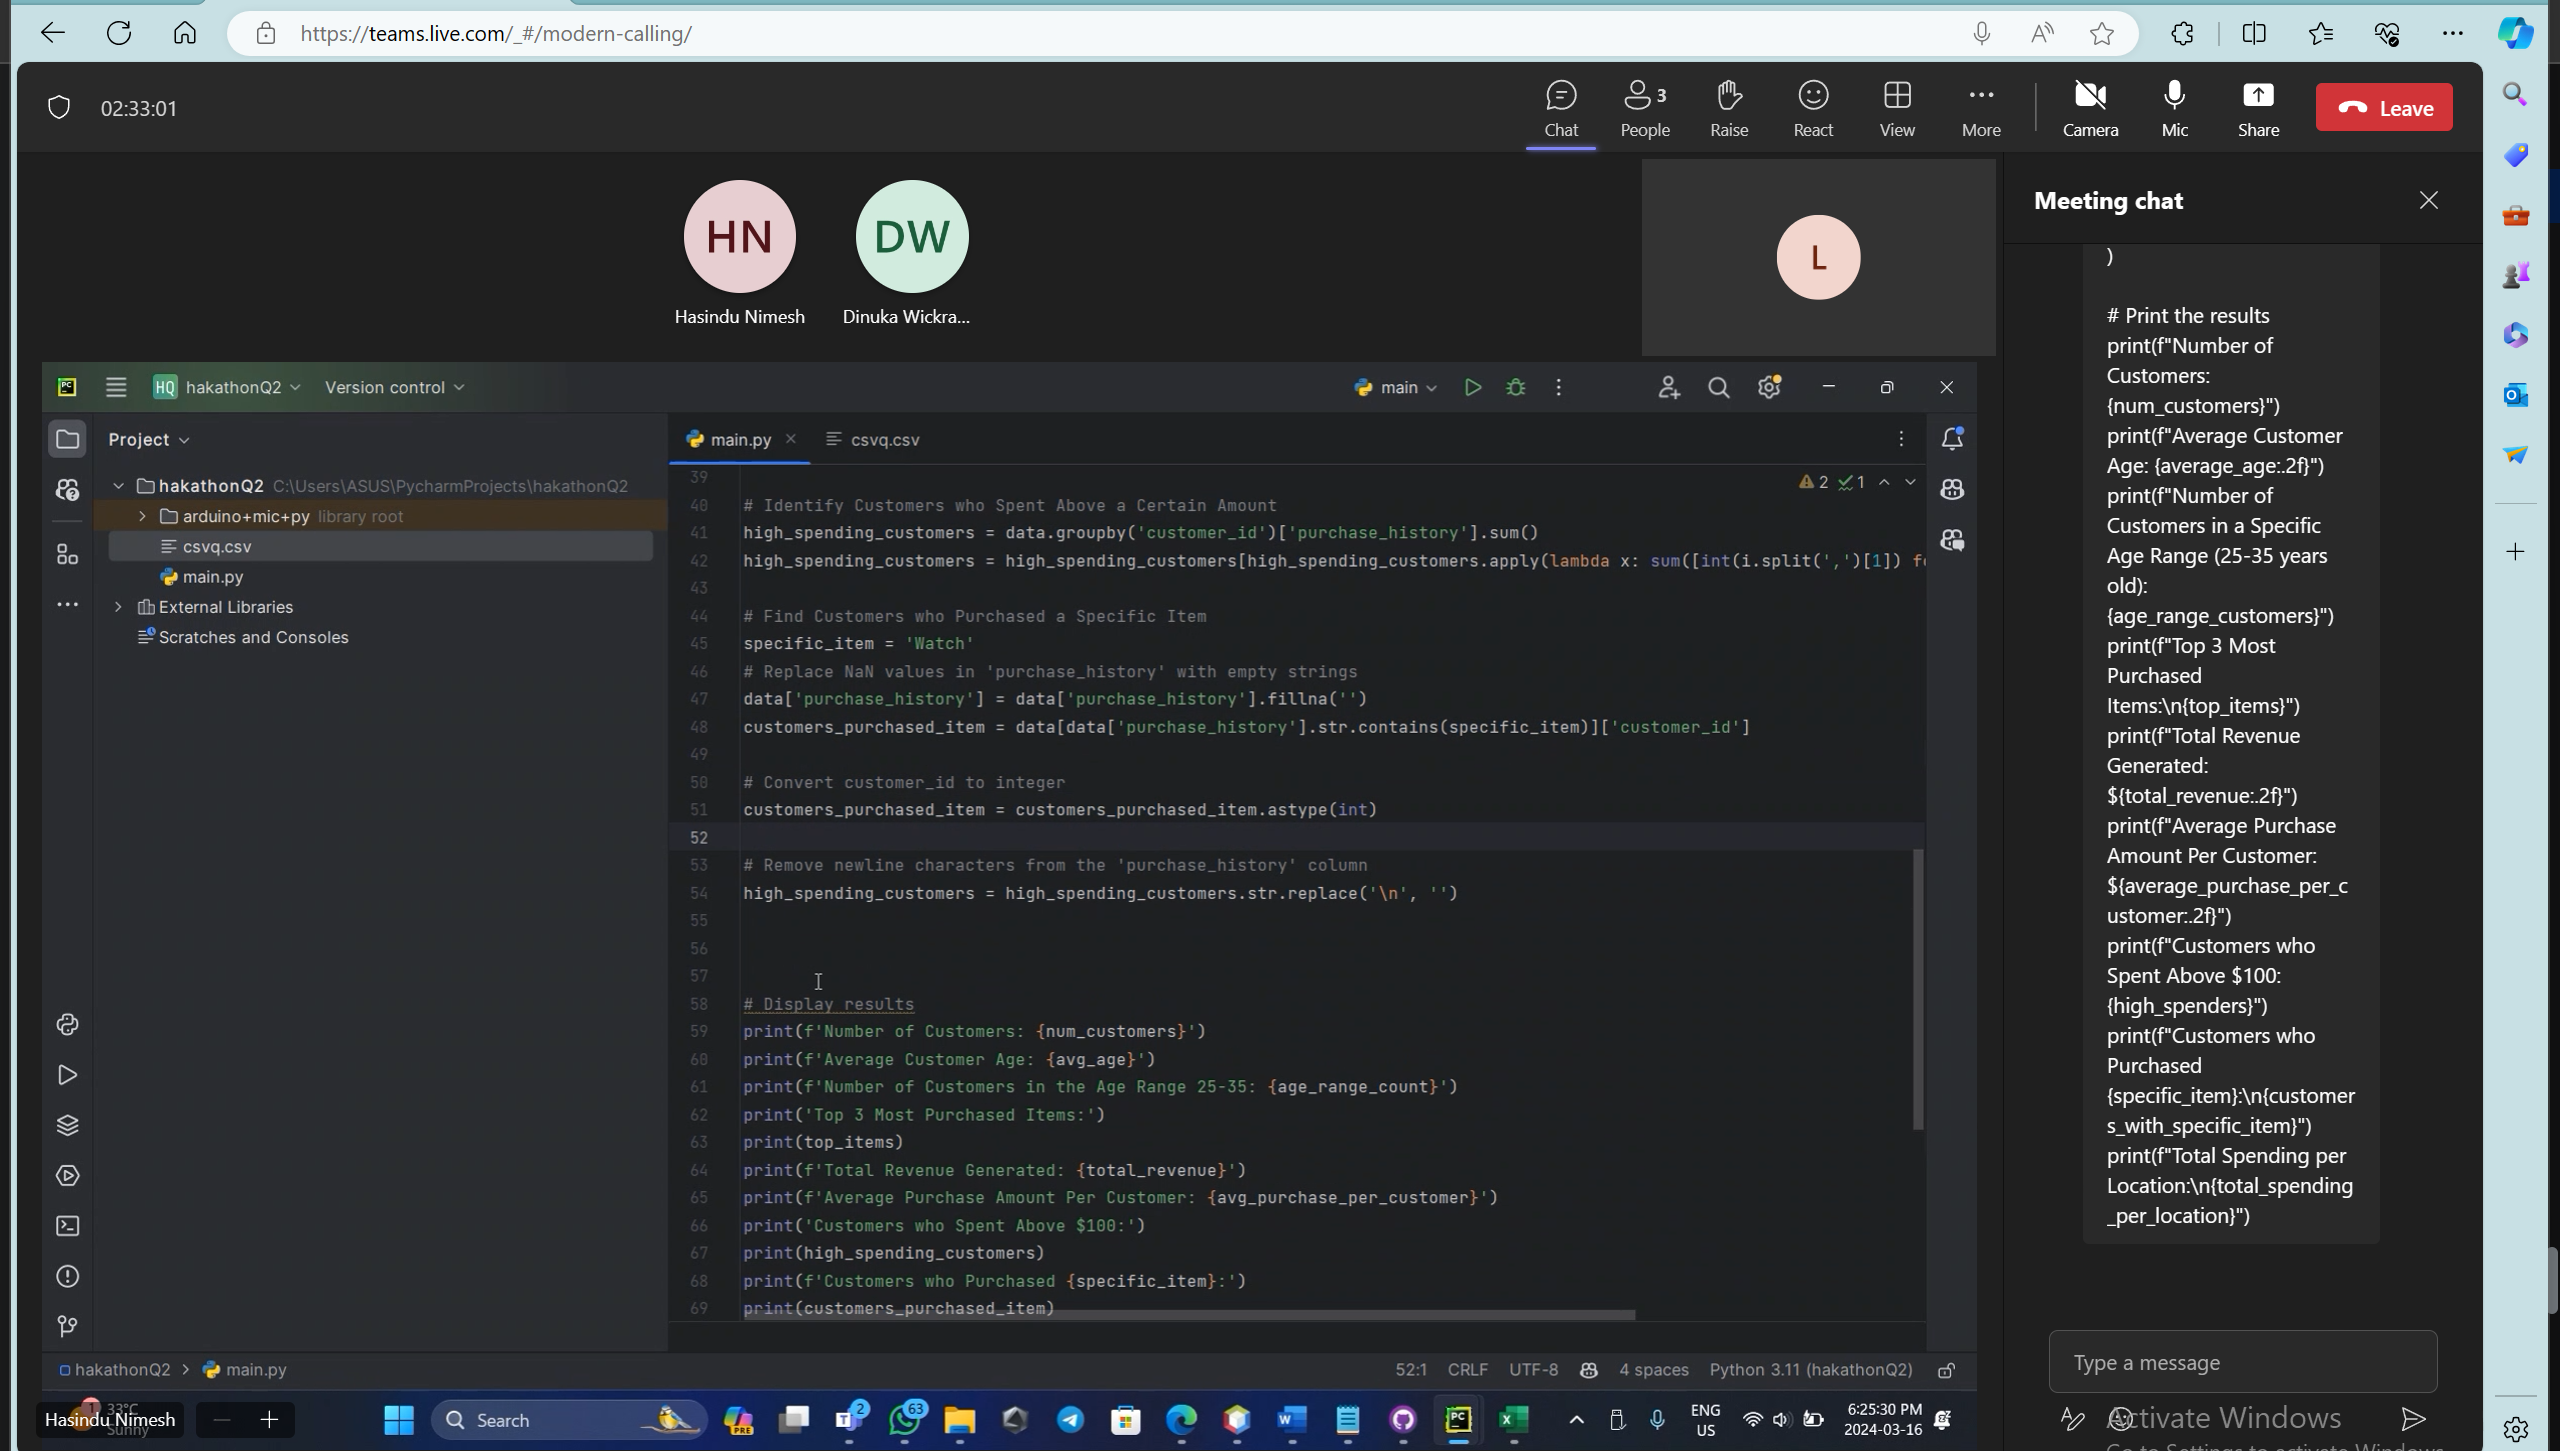 https://teams.live.com/_#/modern-calling/
02:33:01
Chat
People
3
Raise
React
View
More
Camera
Mic
Share
Leave
HN
Hasindu Nimesh
DW
Dinuka Wickra...
L
Meeting chat
)
# Print the results
print(f"Number of
Customers:
{num_customers}")
print(f"Average Customer
Age: {average_age:.2f}")
print(f"Number of
Customers in a Specific
Age Range (25-35 years
old):
{age_range_customers}")
print(f"Top 3 Most
Purchased
Items:\n{top_items}")
print(f"Total Revenue
Generated:
${total_revenue:.2f}")
print(f"Average Purchase
Amount Per Customer:
${average_purchase_per_c
ustomer:.2f}")
print(f"Customers who
Spent Above $100:
{high_spenders}")
print(f"Customers who
Purchased
{specific_item}:\n{customer
s_with_specific_item}")
print(f"Total Spending per
Location:\n{total_spending
_per_location}")
Type a message
Activate Windows
Go to Settings to activate Windows
PC
HQ hakathonQ2
Version control
main
Project
hakathonQ2 C:\Users\ASUS\PycharmProjects\hakathonQ2
arduino+mic+py library root
csvq.csv
main.py
External Libraries
Scratches and Consoles
main.py
csvq.csv
2 1
39
40 # Identify Customers who Spent Above a Certain Amount
41 high_spending_customers = data.groupby('customer_id')['purchase_history'].sum()
42 high_spending_customers = high_spending_customers[high_spending_customers.apply(lambda x: sum([int(i.split(',')[1]) f
43
44 # Find Customers who Purchased a Specific Item
45 specific_item = 'Watch'
46 # Replace NaN values in 'purchase_history' with empty strings
47 data['purchase_history'] = data['purchase_history'].fillna('')
48 customers_purchased_item = data[data['purchase_history'].str.contains(specific_item)]['customer_id']
49
50 # Convert customer_id to integer
51 customers_purchased_item = customers_purchased_item.astype(int)
52
53 # Remove newline characters from the 'purchase_history' column
54 high_spending_customers = high_spending_customers.str.replace('\n', '')
55
56
57
58 # Display results
59 print(f'Number of Customers: {num_customers}')
60 print(f'Average Customer Age: {avg_age}')
61 print(f'Number of Customers in the Age Range 25-35: {age_range_count}')
62 print('Top 3 Most Purchased Items:')
63 print(top_items)
64 print(f'Total Revenue Generated: {total_revenue}')
65 print(f'Average Purchase Amount Per Customer: {avg_purchase_per_customer}')
66 print('Customers who Spent Above $100:')
67 print(high_spending_customers)
68 print(f'Customers who Purchased {specific_item}:')
69 print(customers_purchased_item)
hakathonQ2 > main.py
52:1 CRLF UTF-8 4 spaces Python 3.11 (hakathonQ2)
1
33°C
Sunny
Hasindu Nimesh
Search
PRE
2
63
PC
ENG
US
6:25:30 PM
2024-03-16